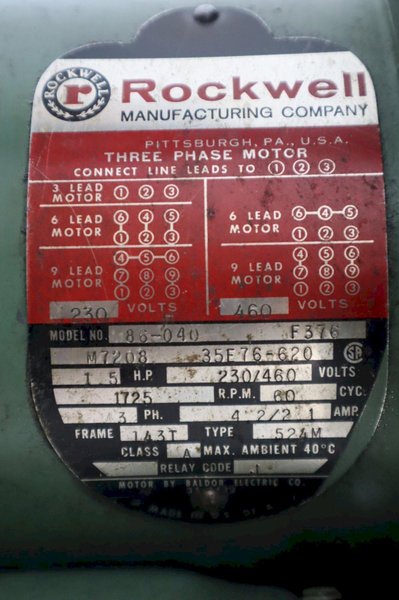 ROCKWELL
r
Rockwell
MANUFACTURING COMPANY
PITTSBURGH, PA., U.S.A.
THREE PHASE MOTOR
CONNECT LINE LEADS TO ① ② ③
3 LEAD MOTOR ① ② ③
6 LEAD MOTOR ⑥ ④ ⑤
① ② ③
9 LEAD MOTOR ④ ⑤ ⑥
⑦ ⑧ ⑨
① ② ③
230 VOLTS
6 LEAD MOTOR ⑥ ④ ⑤
① ② ③
9 LEAD MOTOR ④ ⑤ ⑥
⑦ ⑧ ⑨
① ② ③
460 VOLTS
MODEL NO. 86-040 F376
M7208 35E76-620 SA
1.5 H.P. 230/460 VOLTS
1725 R.P.M. 60 CYC.
3 PH. 4.2/2.1 AMP.
FRAME 143T TYPE 524M
CLASS A MAX. AMBIENT 40°C
RELAY CODE J
MOTOR BY BALDOR ELECTRIC CO.
MADE IN U.S. OF A.